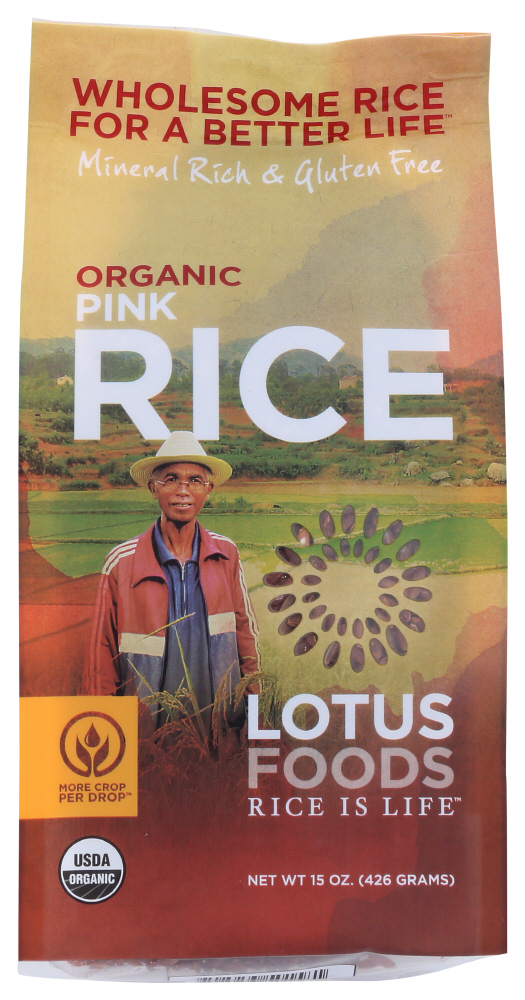 WHOLESOME RICE
FOR A BETTER LIFE™
Mineral Rich & Gluten Free
ORGANIC
PINK
RICE
LOTUS
FOODS
RICE IS LIFE™
MORE CROP
PER DROP™
USDA
ORGANIC
NET WT 15 OZ. (426 GRAMS)